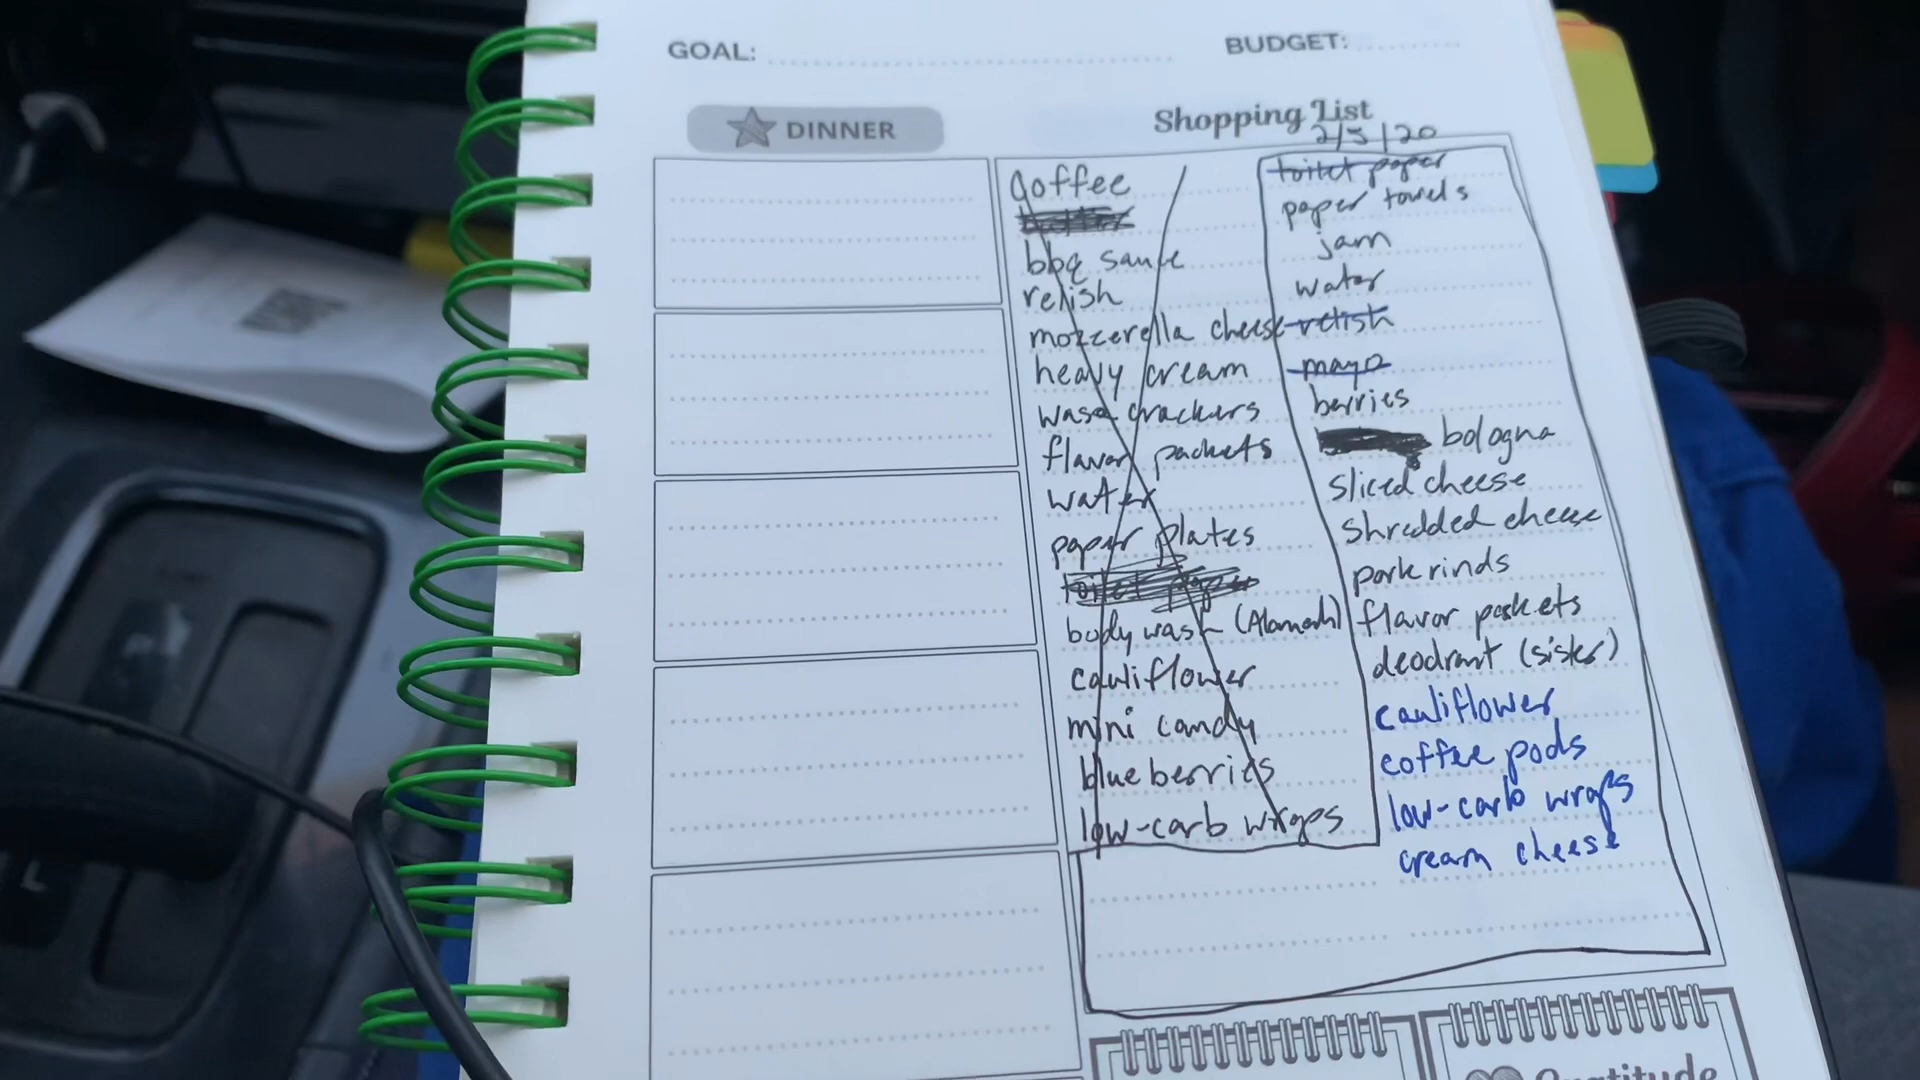 GOAL:
BUDGET:
DINNER
Shopping List
2/5/20
Coffee
bbq sauce
relish
mozzerella cheese
heavy cream
wasa crackers
flavor packets
water
paper plates
toilet paper
body wash (Alamah)
cauliflower
mini candy
blueberries
low-carb wraps
toilet paper
paper towels
jam
water
relish
mayo
berries
bologna
sliced cheese
shredded cheese
pork rinds
flavor packets
deodrant (sister)
cauliflower
coffee pods
low-carb wraps
cream cheese
Gratitude
L